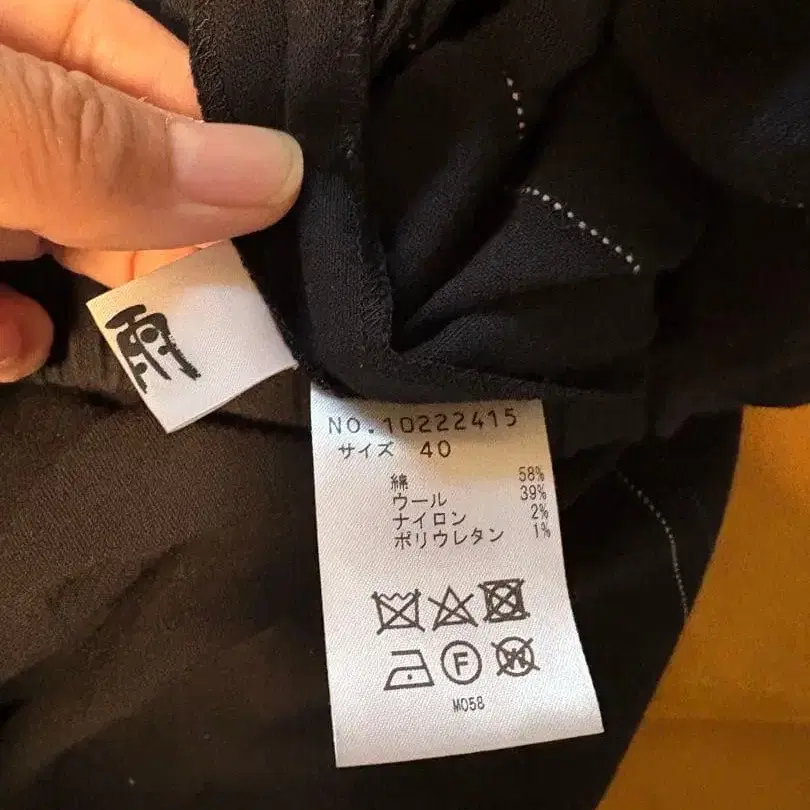 雨
NO.10222415
サイズ 40
綿 58%
ウール 39%
ナイロン 2%
ポリウレタン 1%
F W
M058